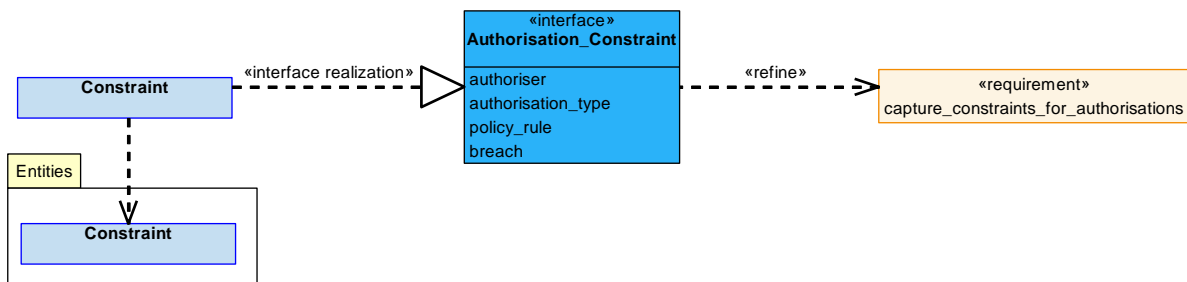 Constraint
«interface realization»
«interface»
Authorisation_Constraint
authoriser
authorisation_type
policy_rule
breach
«refine»
«requirement»
capture_constraints_for_authorisations
Entities
Constraint